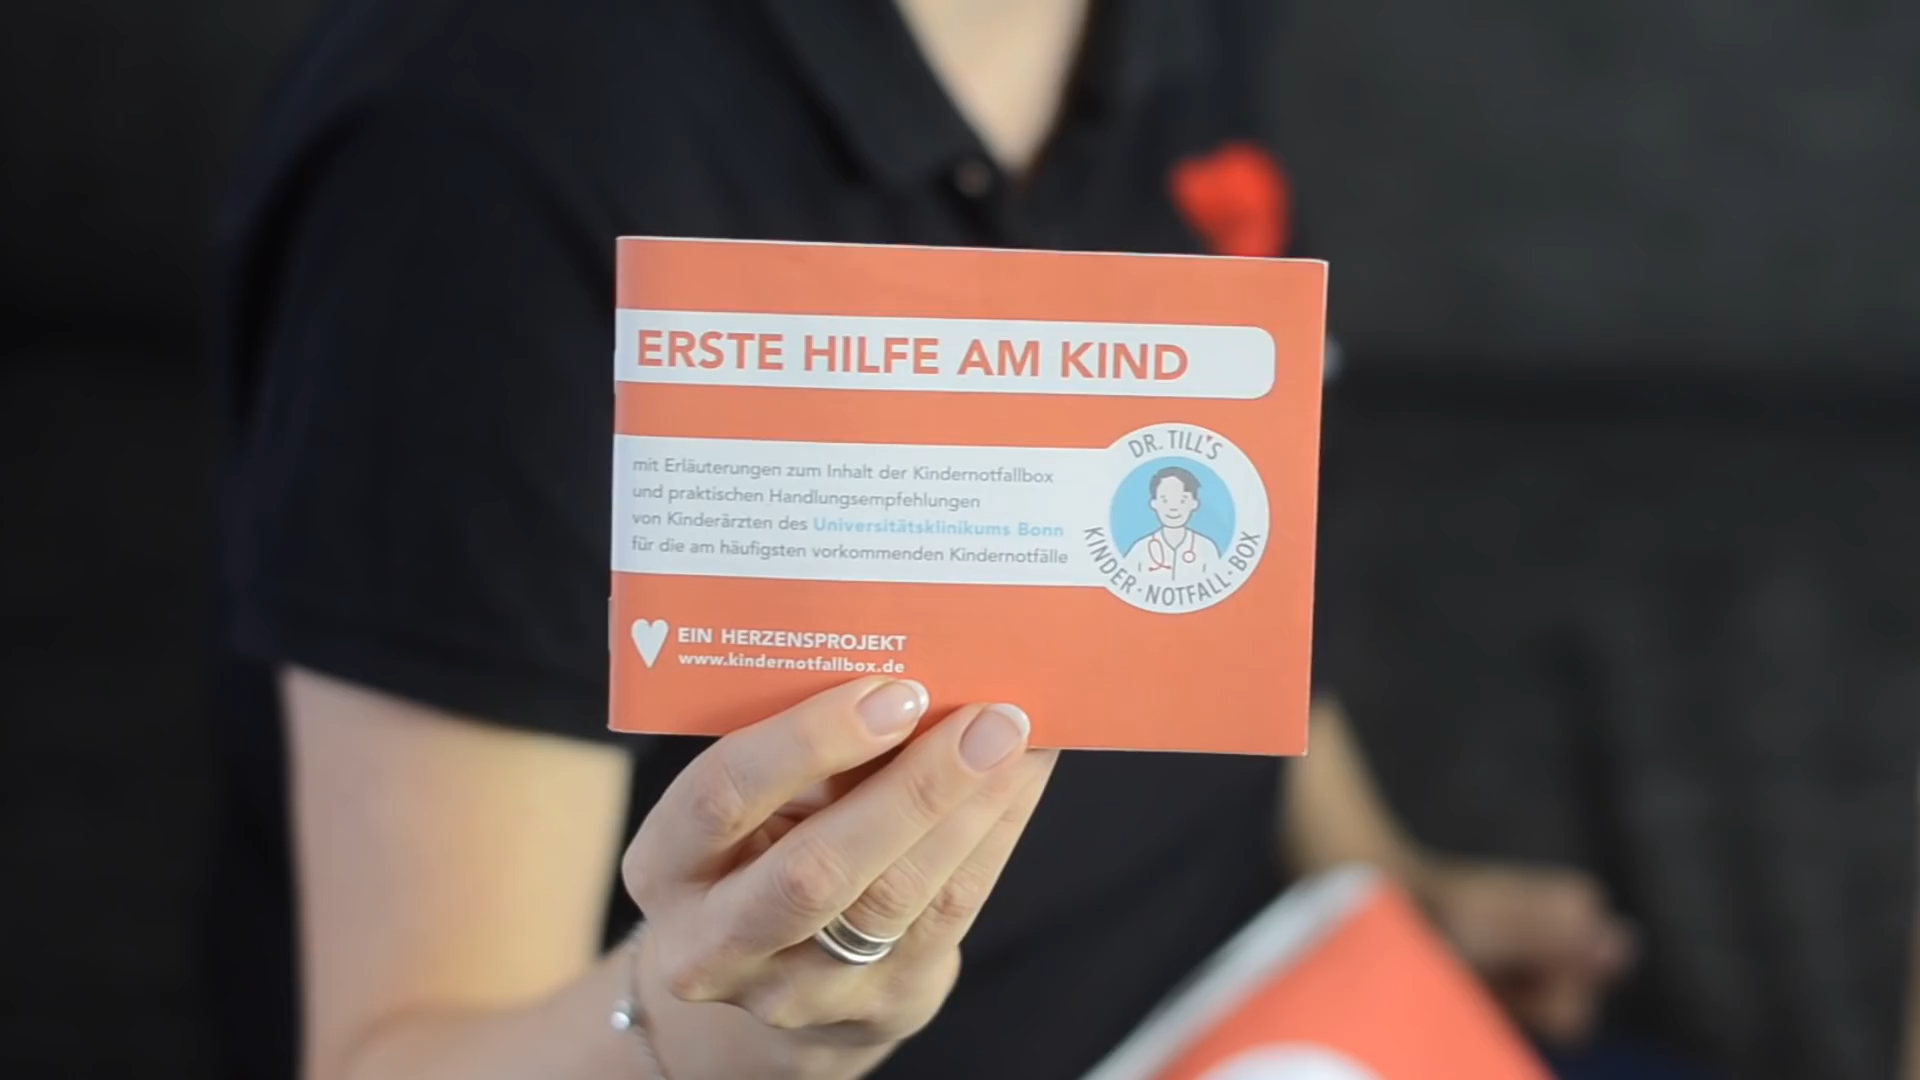 ERSTE HILFE AM KIND
mit Erläuterungen zum Inhalt der Kindernotfallbox
und praktischen Handlungsempfehlungen
von Kinderärzten des Universitätsklinikums Bonn
für die am häufigsten vorkommenden Kindernotfälle
DR. TILL'S
KINDER·NOTFALL·BOX
EIN HERZENSPROJEKT
www.kindernotfallbox.de